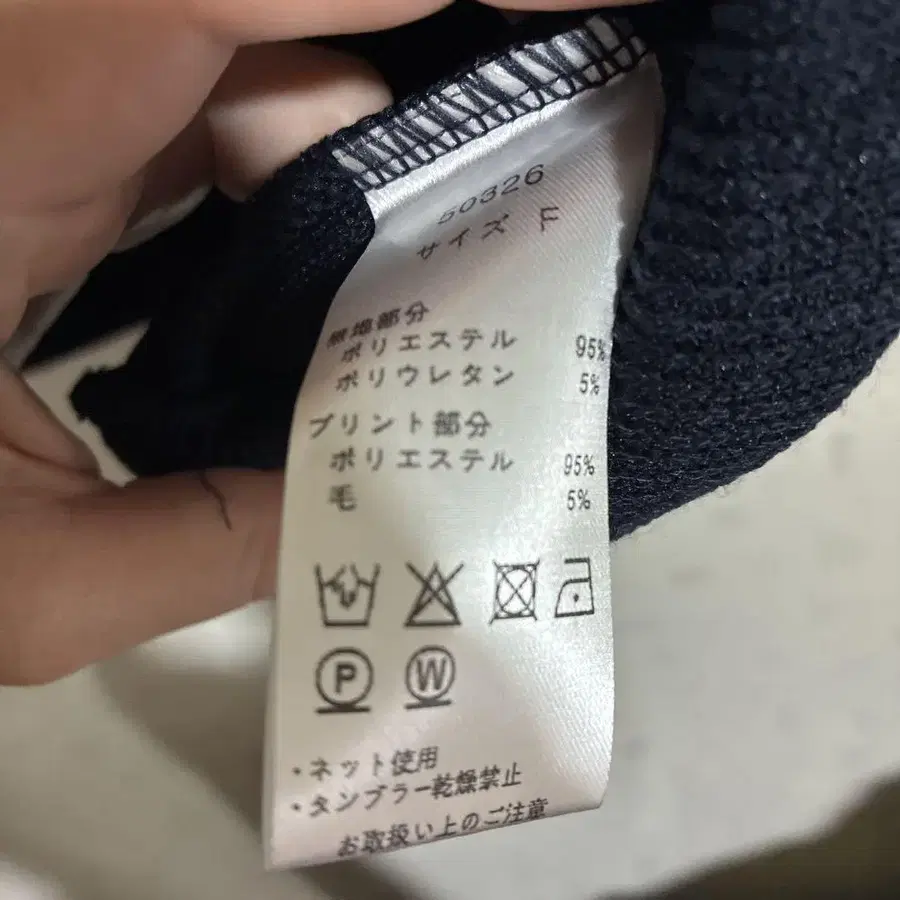 50326
サイズ F
無地部分
ポリエステル 95%
ポリウレタン 5%
プリント部分
ポリエステル 95%
毛 5%
P W
・ネット使用
・タンブラー乾燥禁止
お取扱い上のご注意